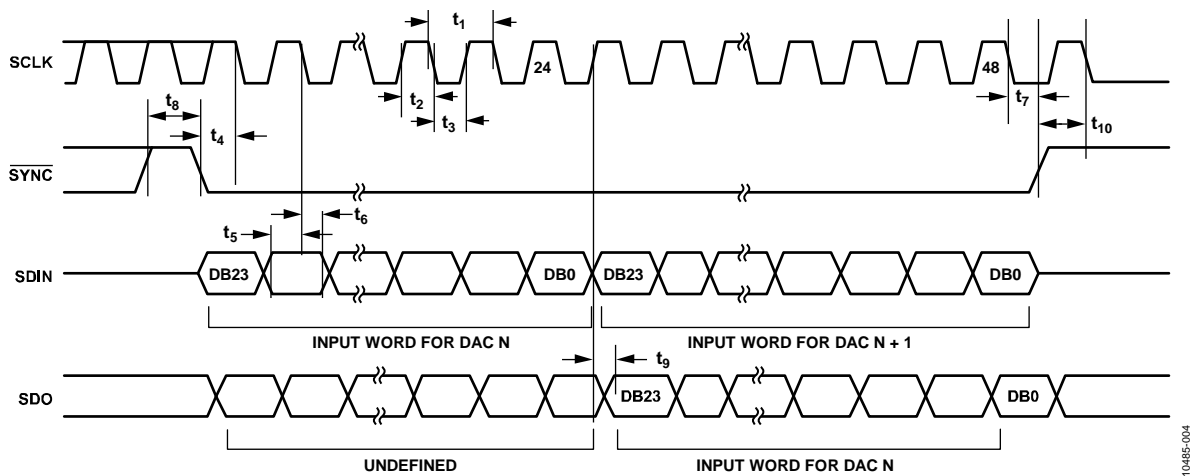 t1
SCLK
24
48
t2
t3
t7
t8
t4
t10
SYNC
t6
t5
SDIN
DB23
DB0
DB23
DB0
INPUT WORD FOR DAC N
INPUT WORD FOR DAC N + 1
t9
SDO
DB23
DB0
UNDEFINED
INPUT WORD FOR DAC N
10485-004